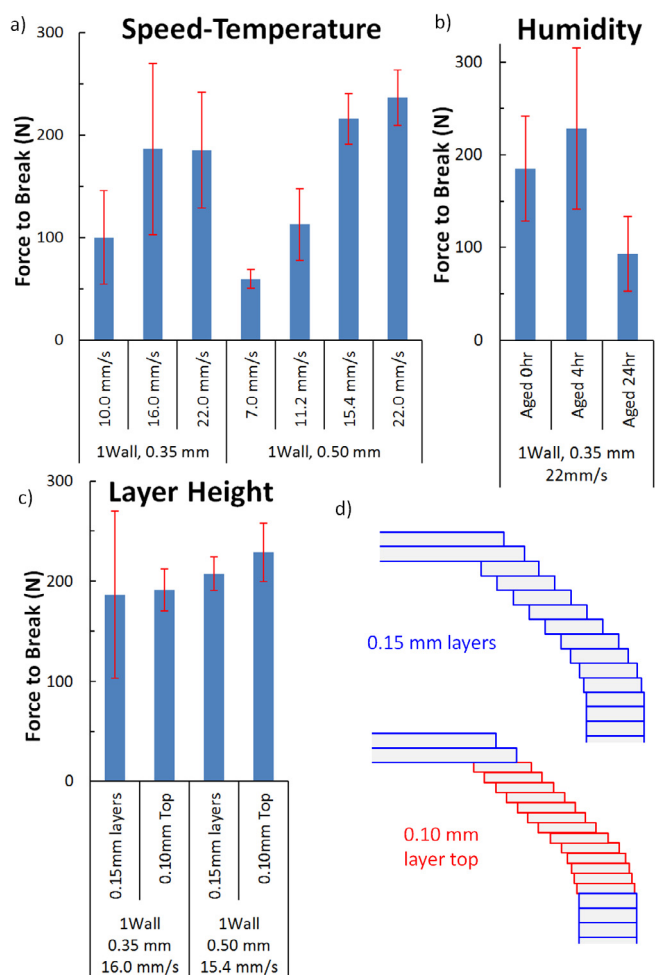 a)
Speed-Temperature
Force to Break (N)
300
200
100
0
10.0 mm/s
16.0 mm/s
22.0 mm/s
7.0 mm/s
11.2 mm/s
15.4 mm/s
22.0 mm/s
1Wall, 0.35 mm
1Wall, 0.50 mm
b)
Humidity
Force to Break (N)
300
200
100
0
Aged 0hr
Aged 4hr
Aged 24hr
1Wall, 0.35 mm
22mm/s
c)
Layer Height
Force to Break (N)
300
200
100
0
0.15mm layers
0.10mm Top
0.15mm layers
0.10mm Top
1Wall
0.35 mm
16.0 mm/s
1Wall
0.50 mm
15.4 mm/s
d)
0.15 mm layers
0.10 mm
layer top